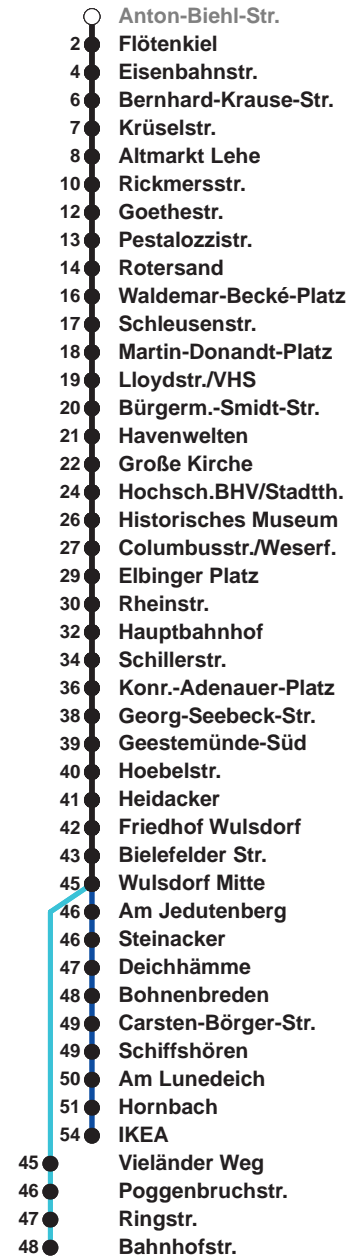 Anton-Biehl-Str.
2 Flötenkiel
4 Eisenbahnstr.
6 Bernhard-Krause-Str.
7 Krüselstr.
8 Altmarkt Lehe
10 Rickmersstr.
12 Goethestr.
13 Pestalozzistr.
14 Rotersand
16 Waldemar-Becké-Platz
17 Schleusenstr.
18 Martin-Donandt-Platz
19 Lloydstr./VHS
20 Bürgerm.-Smidt-Str.
21 Havenwelten
22 Große Kirche
24 Hochsch.BHV/Stadtth.
26 Historisches Museum
27 Columbusstr./Weserf.
29 Elbinger Platz
30 Rheinstr.
32 Hauptbahnhof
34 Schillerstr.
36 Konr.-Adenauer-Platz
38 Georg-Seebeck-Str.
39 Geestemünde-Süd
40 Hoebelstr.
41 Heidacker
42 Friedhof Wulsdorf
43 Bielefelder Str.
45 Wulsdorf Mitte
46 Am Jedutenberg
46 Steinacker
47 Deichhämme
48 Bohnenbreden
49 Carsten-Börger-Str.
49 Schiffshören
50 Am Lunedeich
51 Hornbach
54 IKEA
45 Vieländer Weg
46 Poggenbruchstr.
47 Ringstr.
48 Bahnhofstr.